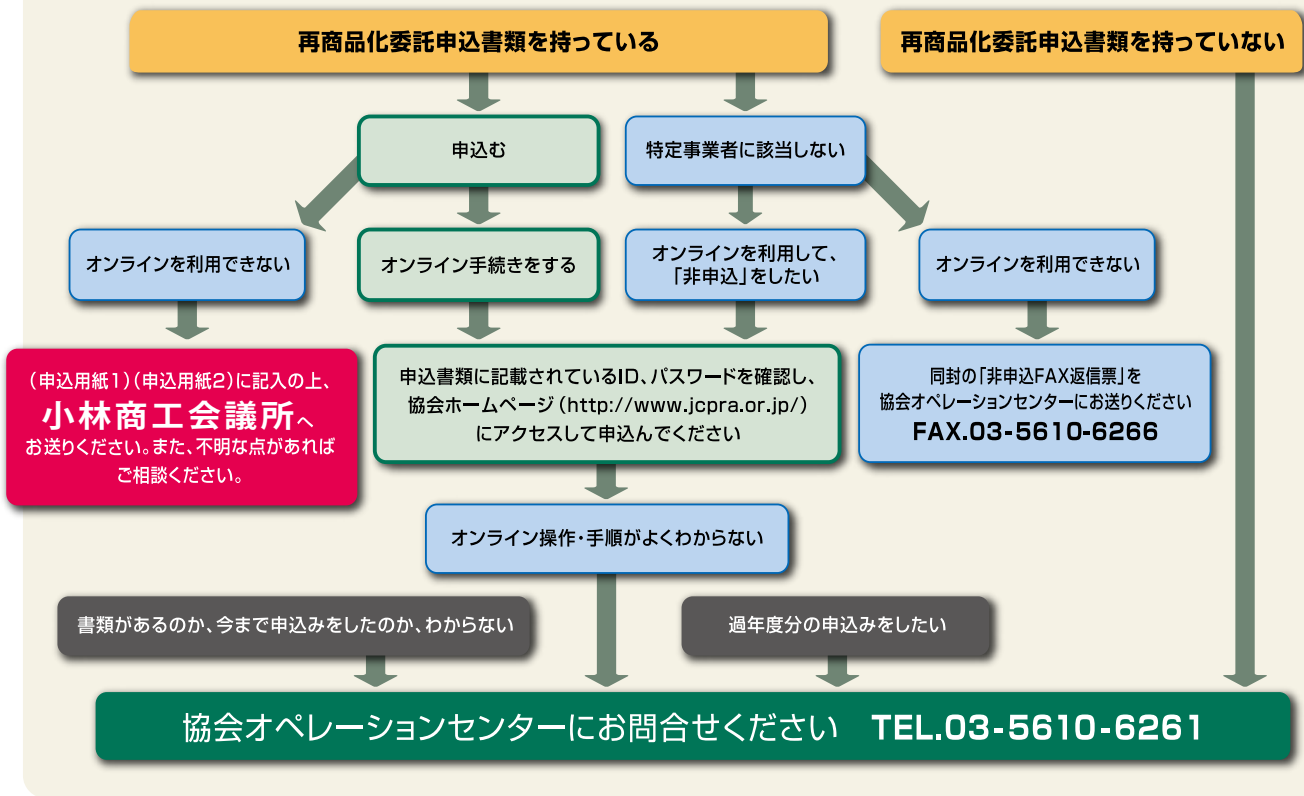 再商品化委託申込書類を持っている
再商品化委託申込書類を持っていない
申込む
特定事業者に該当しない
オンラインを利用できない
オンライン手続きをする
オンラインを利用して、
「非申込」をしたい
オンラインを利用できない
(申込用紙1)(申込用紙2)に記入の上、
小林商工会議所へ
お送りください。また、不明な点があれば
ご相談ください。
申込書類に記載されているID、パスワードを確認し、
協会ホームページ(http://www.jcpra.or.jp/)
にアクセスして申込んでください
同封の「非申込FAX返信票」を
協会オペレーションセンターにお送りください
FAX.03-5610-6266
オンライン操作・手順がよくわからない
書類があるのか、今まで申込みをしたのか、わからない
過年度分の申込みをしたい
協会オペレーションセンターにお問合せください TEL.03-5610-6261